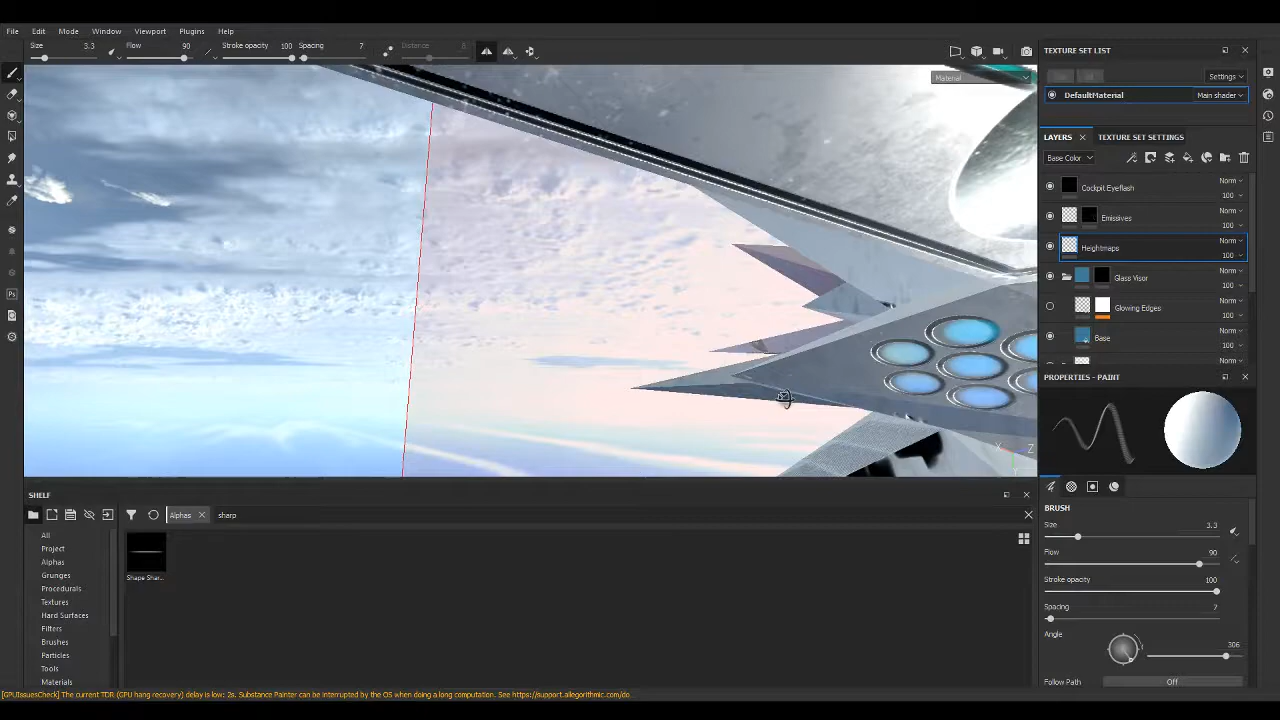 File Edit Mode Window Viewport Plugins Help
Size 3.3 Flow 90 Stroke opacity 100 Spacing 7 Distance 8
Material
TEXTURE SET LIST
Settings
DefaultMaterial Main shader
LAYERS TEXTURE SET SETTINGS
Base Color
Cockpit Eyeflash Norm 100
Emissives Norm 100
Heightmaps Norm 100
Glass Visor Norm 100
Glowing Edges Norm 100
Base Norm 100
Norm
PROPERTIES - PAINT
BRUSH
Size 3.3
Flow 90
Stroke opacity 100
Spacing 7
Angle 306
Follow Path Off
X Z Y
SHELF
Alphas sharp
All
Project
Alphas
Grunges
Procedurals
Textures
Hard Surfaces
Filters
Brushes
Particles
Tools
Materials
Shape Shar...
Ps
[GPUIssuesCheck] The current TDR (GPU hang recovery) delay is low: 2s. Substance Painter can be interrupted by the OS when doing a long computation. See https://support.allegorithmic.com/do